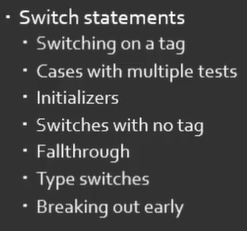 • Switch statements
• Switching on a tag
• Cases with multiple tests
• Initializers
• Switches with no tag
• Fallthrough
• Type switches
• Breaking out early